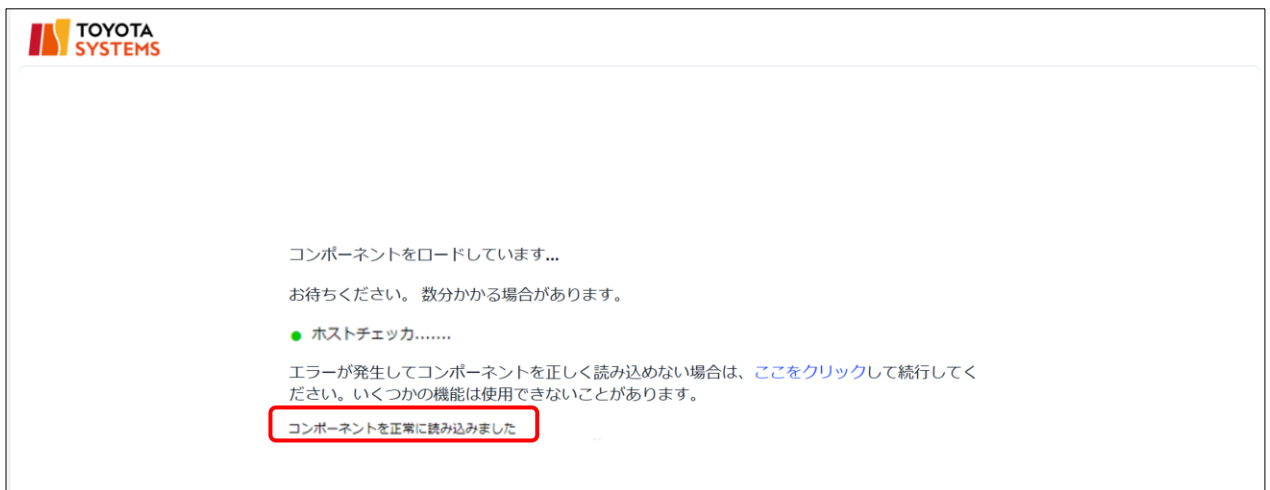 TOYOTA
SYSTEMS
コンポーネントをロードしています...
お待ちください。 数分かかる場合があります。
ホストチェッカ.......
エラーが発生してコンポーネントを正しく読み込めない場合は、ここをクリックして続行してく
ださい。いくつかの機能は使用できないことがあります。
コンポーネントを正常に読み込みました